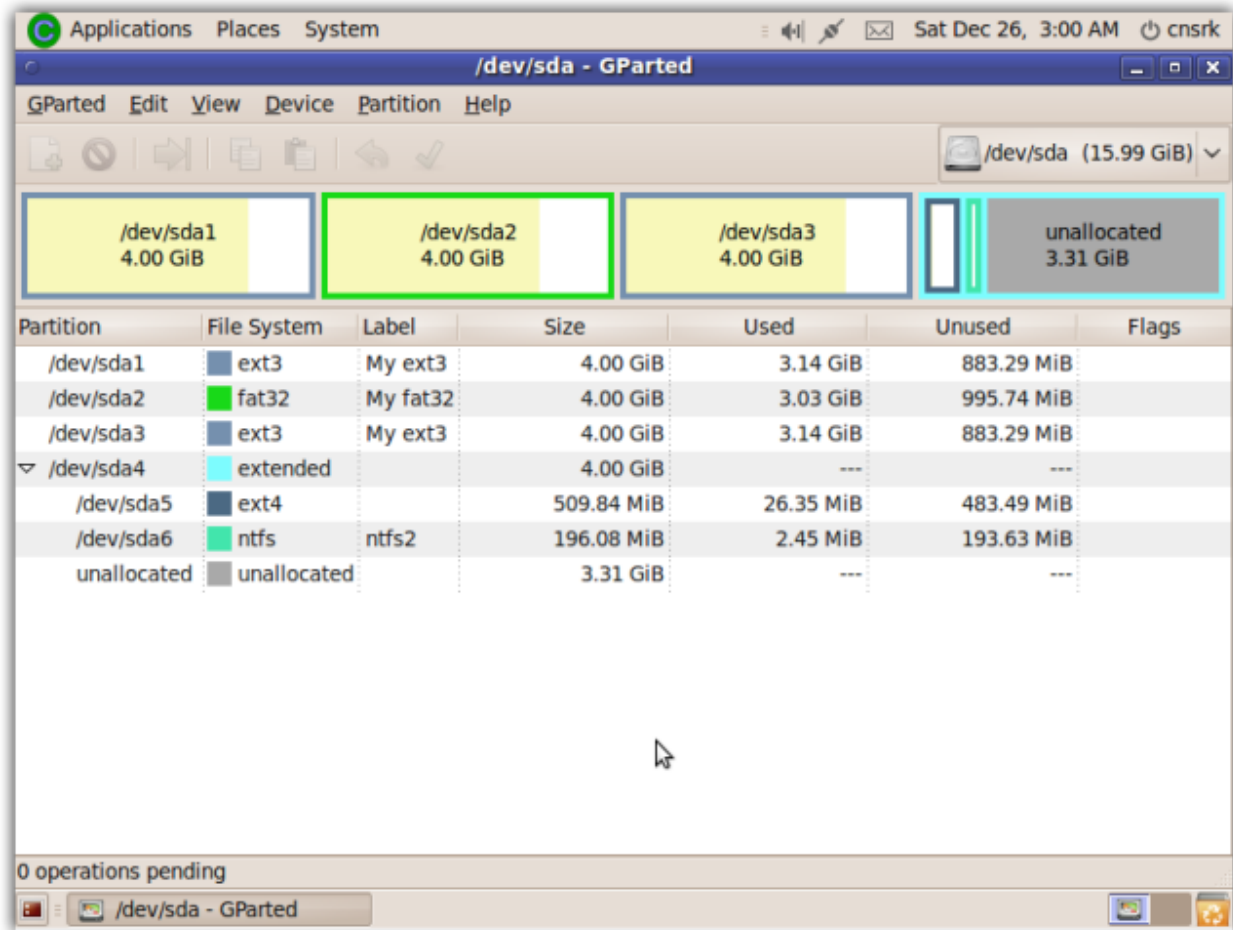 C Applications Places System Sat Dec 26, 3:00 AM cnsrk
/dev/sda - GParted
GParted Edit View Device Partition Help
/dev/sda (15.99 GiB)
/dev/sda1 /dev/sda2 /dev/sda3 unallocated
4.00 GiB 4.00 GiB 4.00 GiB 3.31 GiB
Partition File System Label Size Used Unused Flags
/dev/sda1 ext3 My ext3 4.00 GiB 3.14 GiB 883.29 MiB
/dev/sda2 fat32 My fat32 4.00 GiB 3.03 GiB 995.74 MiB
/dev/sda3 ext3 My ext3 4.00 GiB 3.14 GiB 883.29 MiB
/dev/sda4 extended 4.00 GiB --- ---
/dev/sda5 ext4 509.84 MiB 26.35 MiB 483.49 MiB
/dev/sda6 ntfs ntfs2 196.08 MiB 2.45 MiB 193.63 MiB
unallocated unallocated 3.31 GiB --- ---
0 operations pending
/dev/sda - GParted